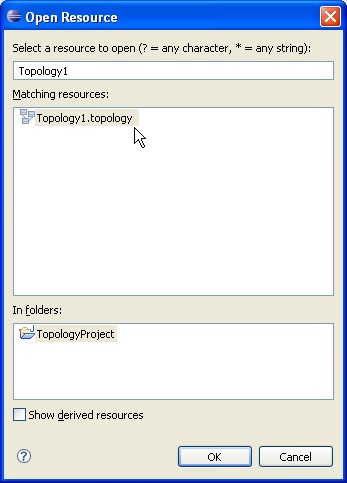 Open Resource
Select a resource to open (? = any character, * = any string):
Topology1
Matching resources:
Topology1.topology
In folders:
TopologyProject
Show derived resources
?
OK
Cancel